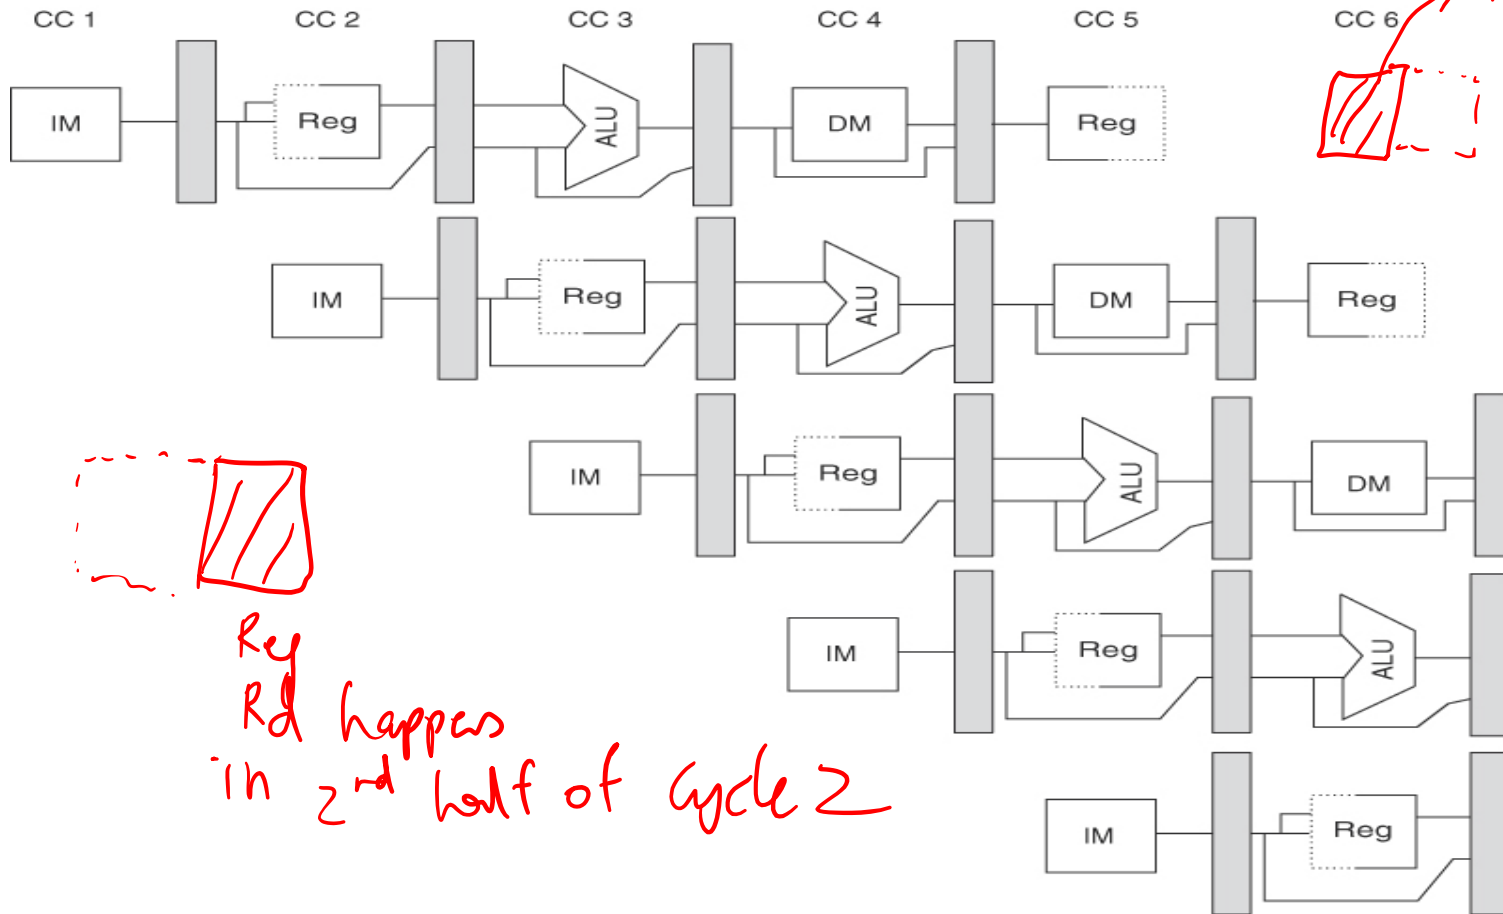 CC 1 CC 2 CC 3 CC 4 CC 5 CC 6
IM Reg ALU DM Reg
IM Reg ALU DM Reg
IM Reg ALU DM
IM Reg ALU
IM Reg
Reg
Rd happens
in 2nd half of cycle 2